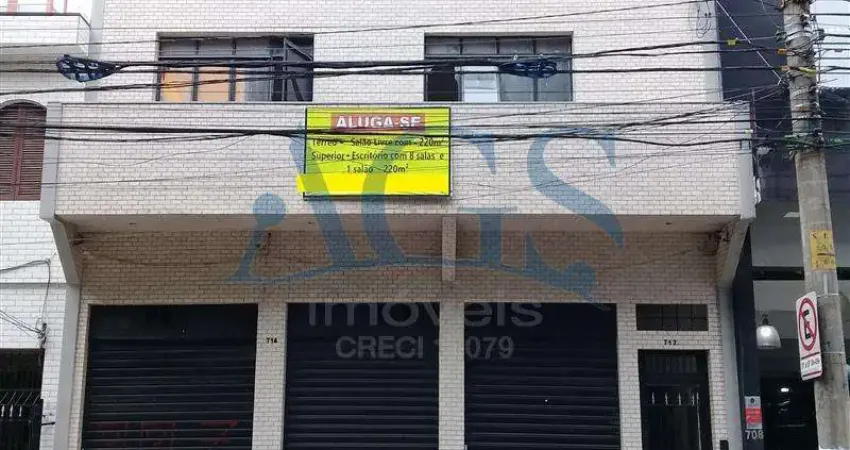 ALUGA-SE
Térreo - Salão Livre com - 220m²
Superior - Escritório com 8 salas e
1 salão - 220m²
AGS
Imóveis
714
712
708